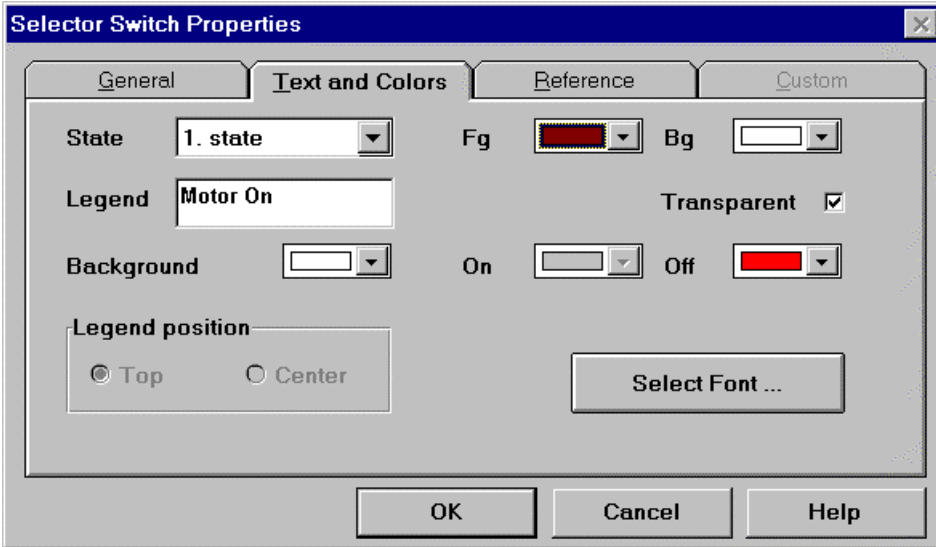 Selector Switch Properties
General Text and Colors Reference Custom
State 1. state Fg Bg
Legend Motor On Transparent
Background On Off
Legend position
Top Center
Select Font ...
OK Cancel Help